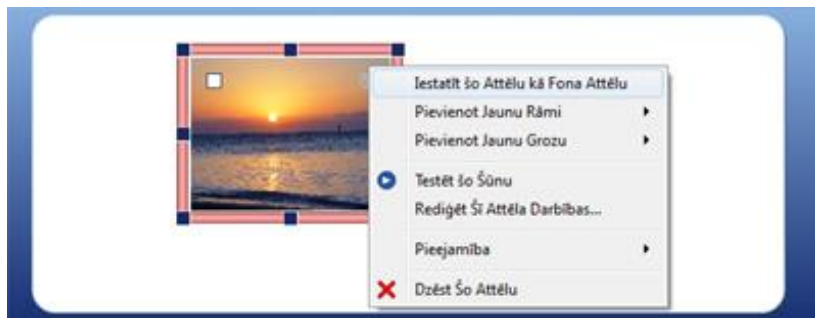 Iestatīt šo Attēlu kā Fona Attēlu
Pievienot Jaunu Rāmi
Pievienot Jaunu Grozu
Testēt šo Šūnu
Rediģēt Šī Attēla Darbības...
Pieejamība
Dzēst Šo Attēlu